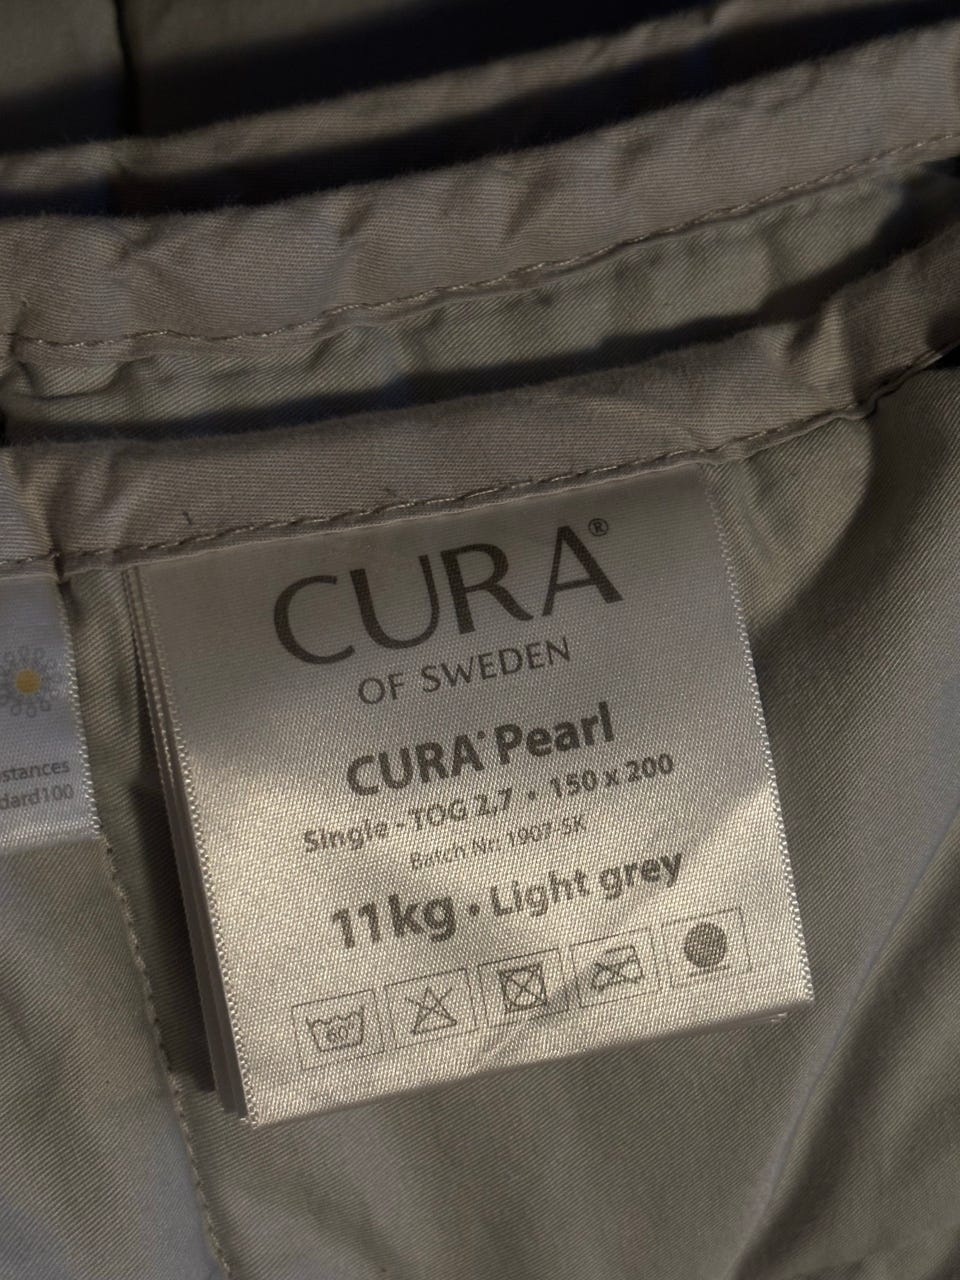 CURA®
OF SWEDEN
CURA® Pearl
Single - TOG 2,7 • 150 x 200
Batch Nr: 1907-SK
11kg • Light grey
60°
stances
dard100